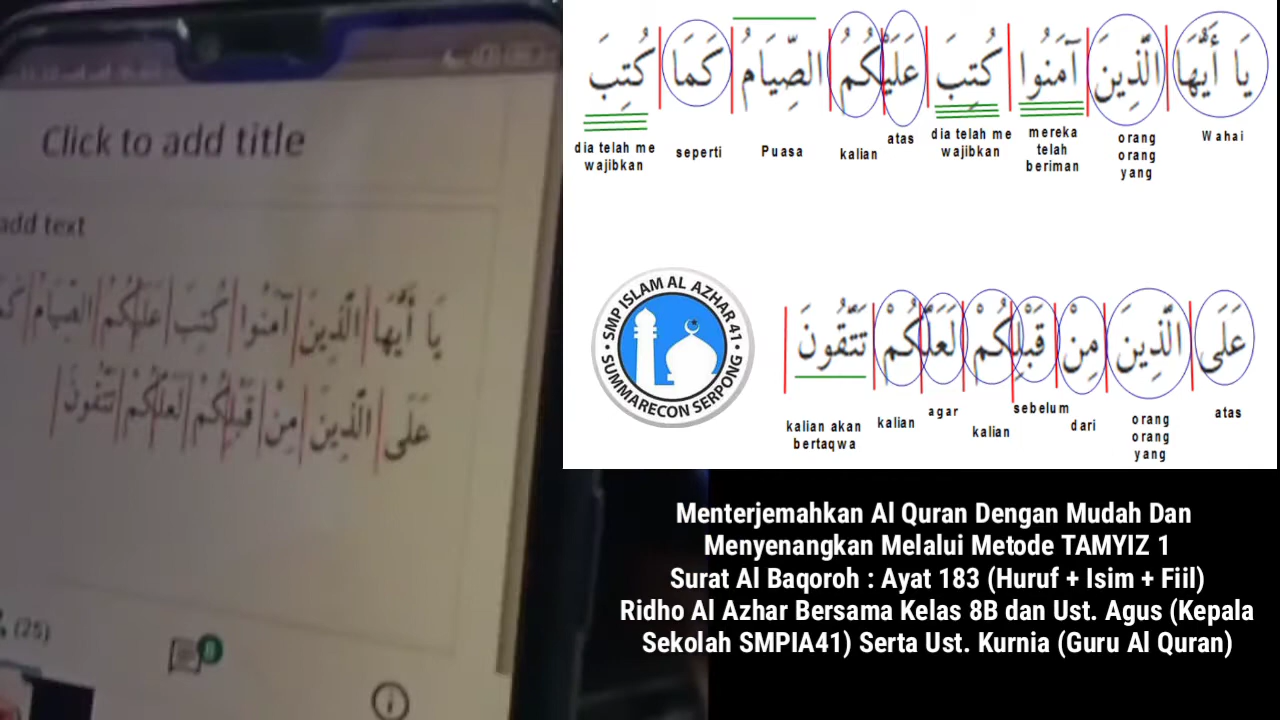 Click to add title
add text
يَا أَيُّهَا الَّذِينَ آمَنُوا كُتِبَ عَلَيْكُمُ الصِّيَامُ
عَلَى الَّذِينَ مِنْ قَبْلِكُمْ لَعَلَّكُمْ تَتَّقُونَ
(25)
يَا أَيُّهَا الَّذِينَ آمَنُوا كُتِبَ عَلَيْكُمُ الصِّيَامُ كَمَا كُتِبَ
Wahai
orang
orang
yang
mereka
telah
beriman
dia telah me
wajibkan
atas
kalian
Puasa
seperti
dia telah me
wajibkan
SMP ISLAM AL AZHAR 41
SUMMARECON SERPONG
عَلَى الَّذِينَ مِنْ قَبْلِكُمْ لَعَلَّكُمْ تَتَّقُونَ
atas
orang
orang
yang
dari
sebelum
kalian
agar
kalian
kalian akan
bertaqwa
Menterjemahkan Al Quran Dengan Mudah Dan
Menyenangkan Melalui Metode TAMYIZ 1
Surat Al Baqoroh : Ayat 183 (Huruf + Isim + Fiil)
Ridho Al Azhar Bersama Kelas 8B dan Ust. Agus (Kepala
Sekolah SMPIA41) Serta Ust. Kurnia (Guru Al Quran)